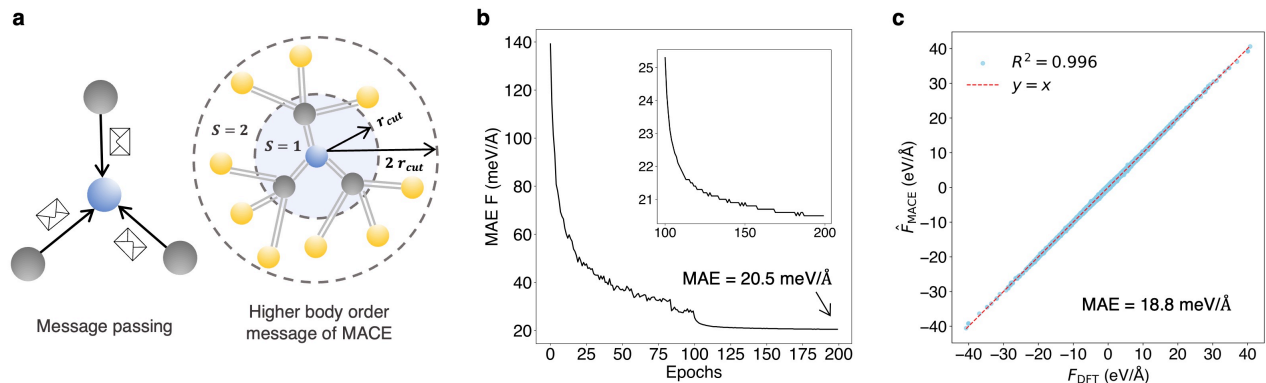 a
S = 2
S = 1
r_cut
2 r_cut
Message passing
Higher body order
message of MACE
b
MAE F (meV/A)
140
120
100
80
60
40
20
0
25
50
75
100
125
150
175
200
Epochs
25
24
23
22
21
100
150
200
MAE = 20.5 meV/Å
c
F̂_MACE (eV/Å)
40
30
20
10
0
−10
−20
−30
−40
−40
−30
−20
−10
0
10
20
30
40
F_DFT (eV/Å)
R² = 0.996
y = x
MAE = 18.8 meV/Å